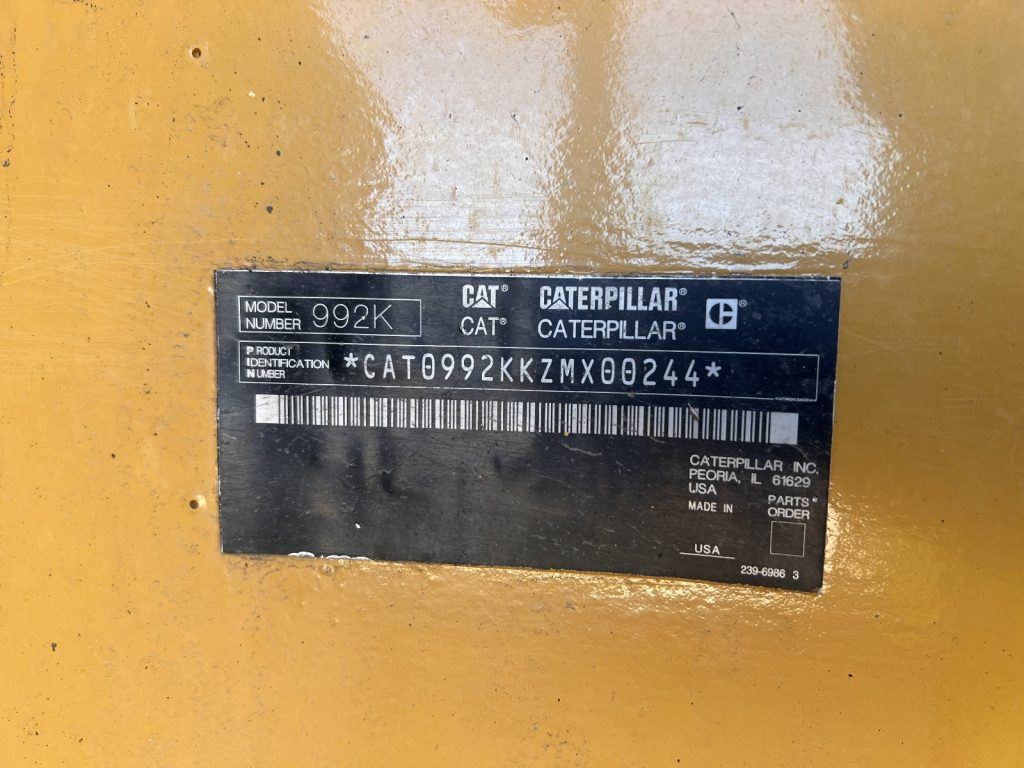 MODEL NUMBER 992K
CAT® CATERPILLAR® C®
CAT® CATERPILLAR®
PRODUCT IDENTIFICATION NUMBER *CAT0992KKZMX00244*
CATERPILLAR INC.
PEORIA, IL 61629
USA
MADE IN
USA
PARTS*
ORDER
239-6986 3